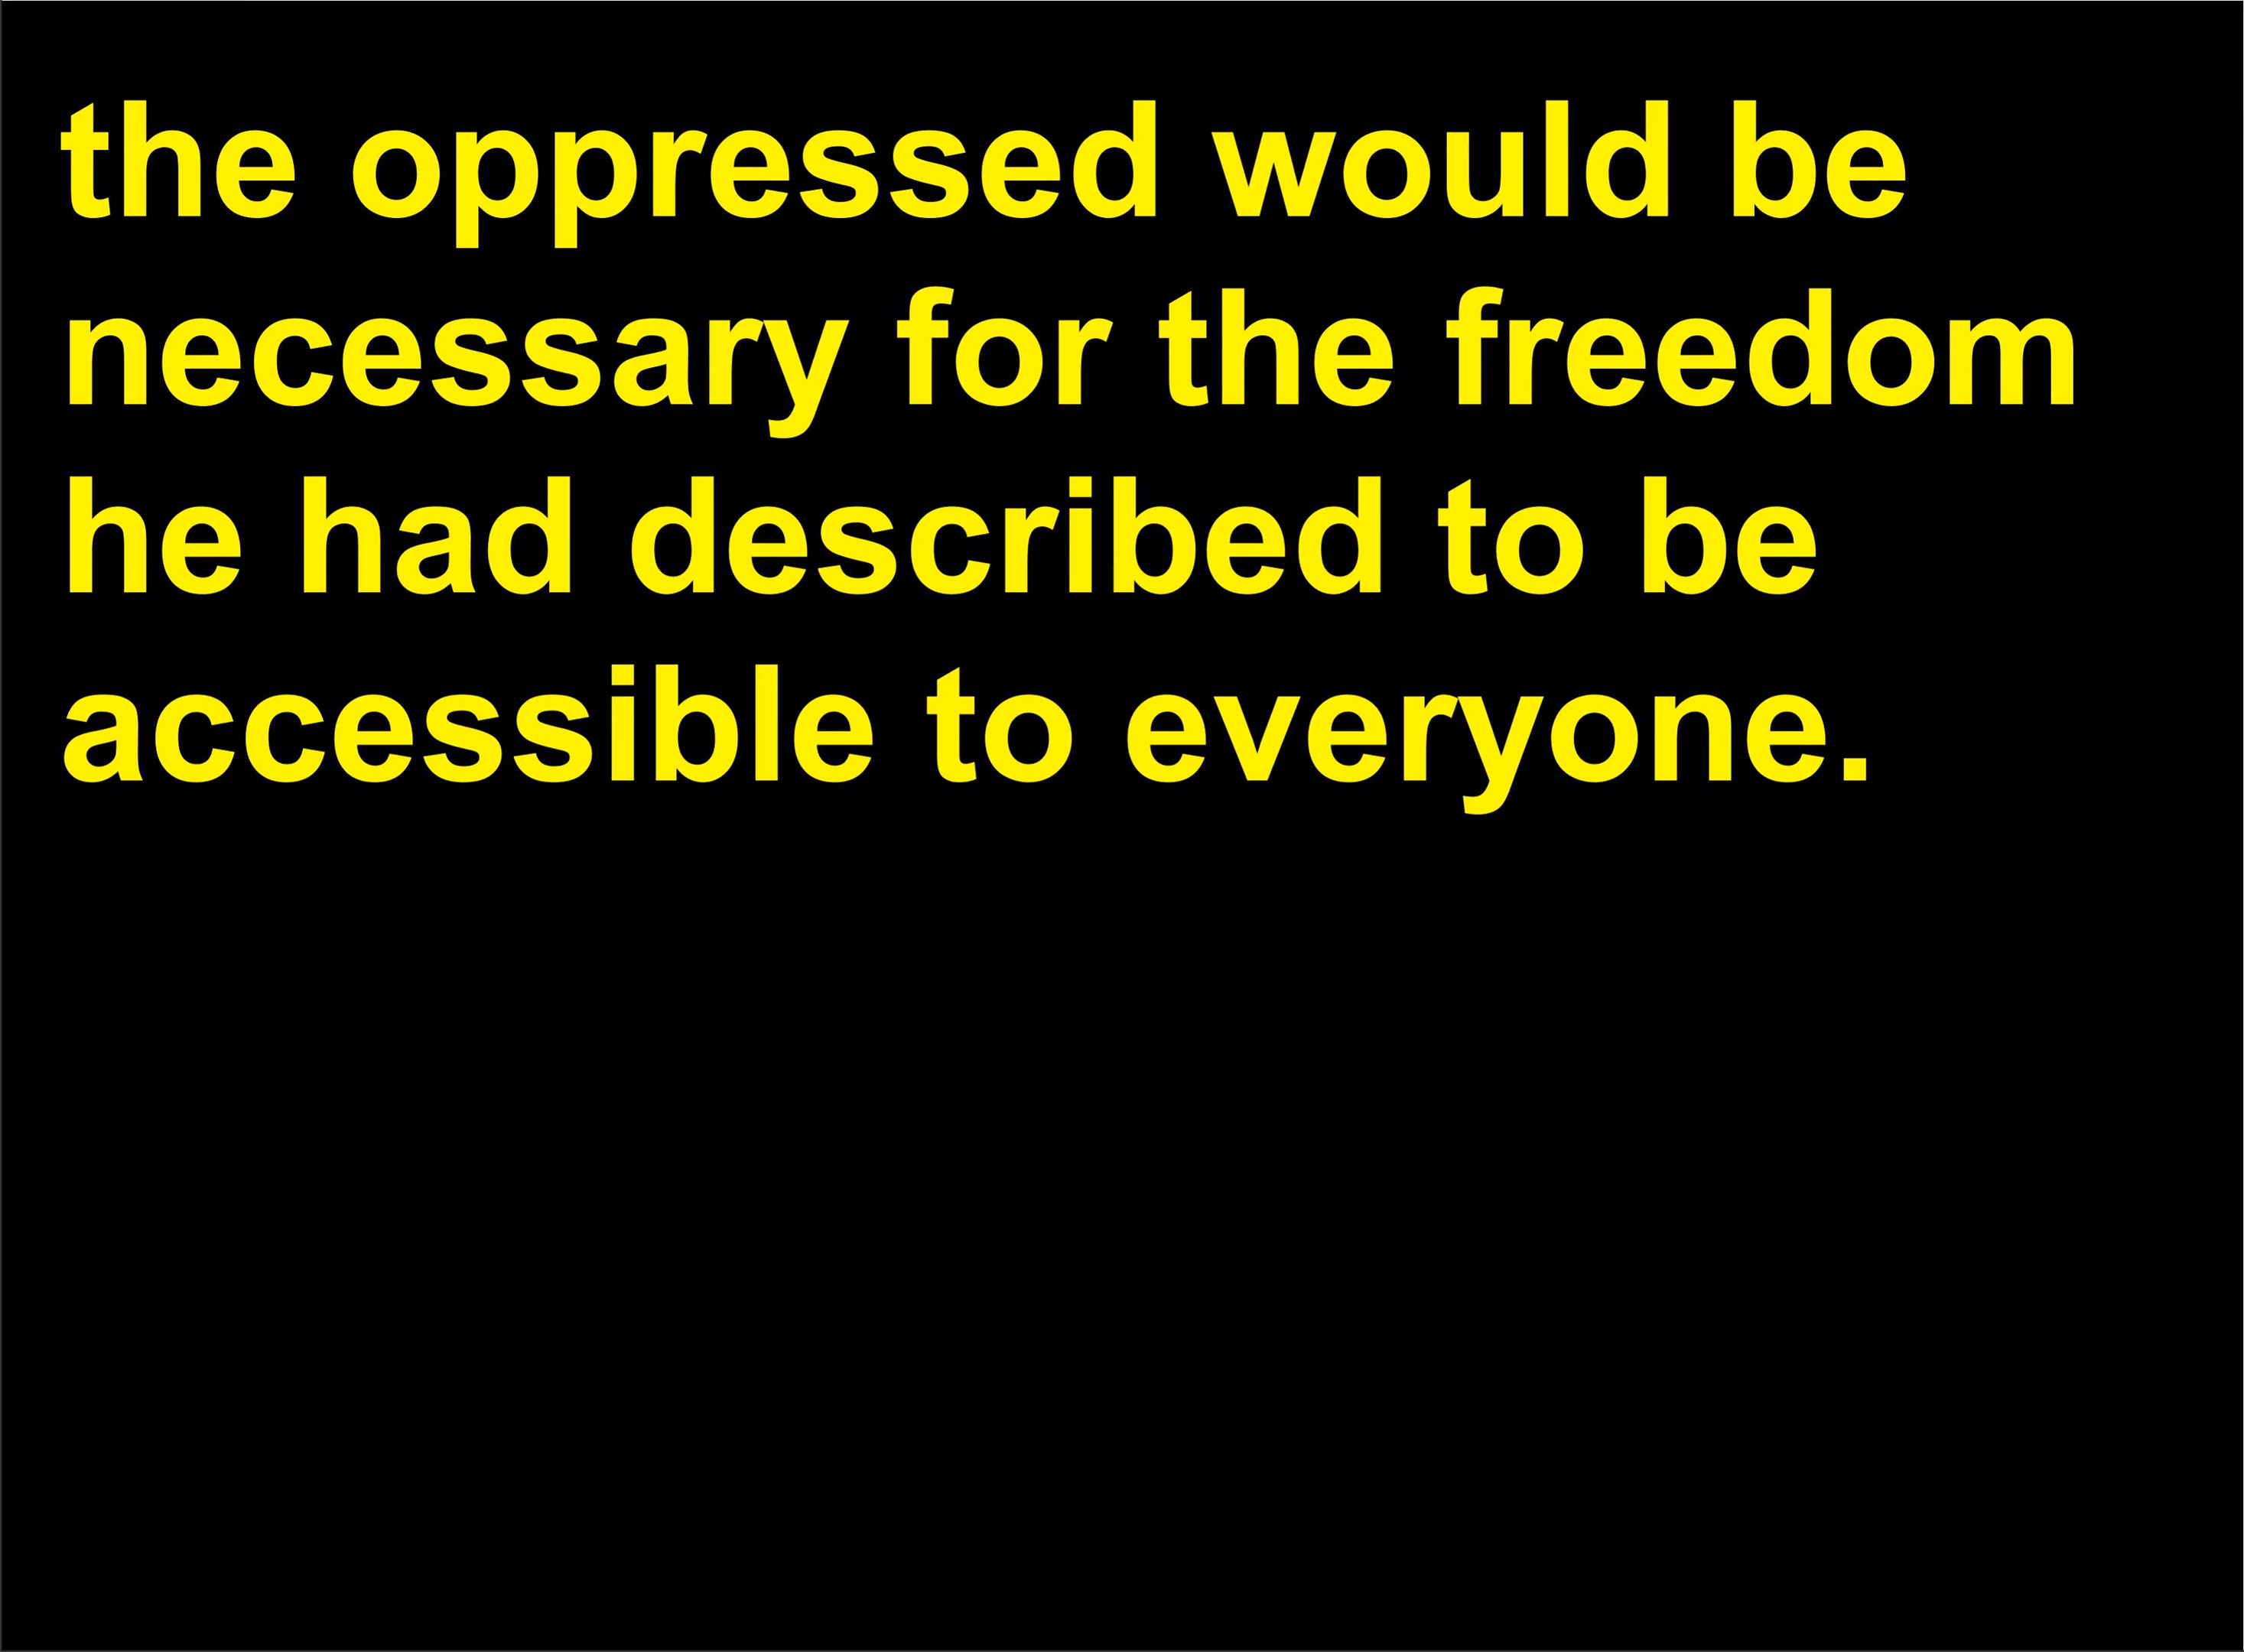 the oppressed would be
necessary for the freedom
he had described to be
accessible to everyone.